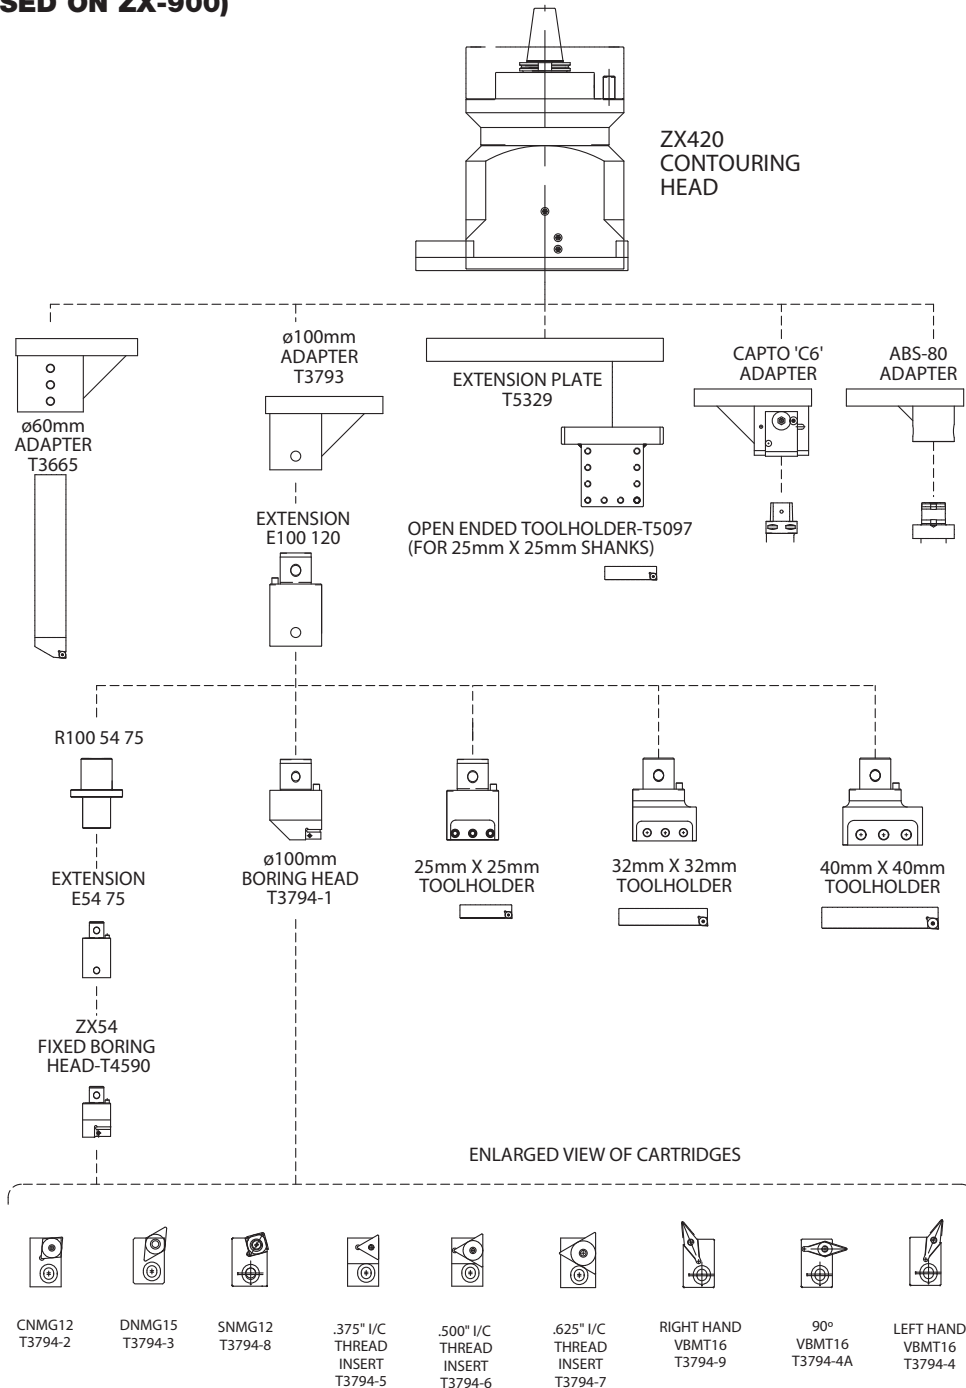 SED ON ZX-900)
ZX420
CONTOURING
HEAD
ø60mm
ADAPTER
T3665
ø100mm
ADAPTER
T3793
EXTENSION PLATE
T5329
CAPTO 'C6'
ADAPTER
ABS-80
ADAPTER
EXTENSION
E100 120
OPEN ENDED TOOLHOLDER-T5097
(FOR 25mm X 25mm SHANKS)
R100 54 75
EXTENSION
E54 75
ZX54
FIXED BORING
HEAD-T4590
ø100mm
BORING HEAD
T3794-1
25mm X 25mm
TOOLHOLDER
32mm X 32mm
TOOLHOLDER
40mm X 40mm
TOOLHOLDER
ENLARGED VIEW OF CARTRIDGES
CNMG12
T3794-2
DNMG15
T3794-3
SNMG12
T3794-8
.375" I/C
THREAD
INSERT
T3794-5
.500" I/C
THREAD
INSERT
T3794-6
.625" I/C
THREAD
INSERT
T3794-7
RIGHT HAND
VBMT16
T3794-9
90º
VBMT16
T3794-4A
LEFT HAND
VBMT16
T3794-4